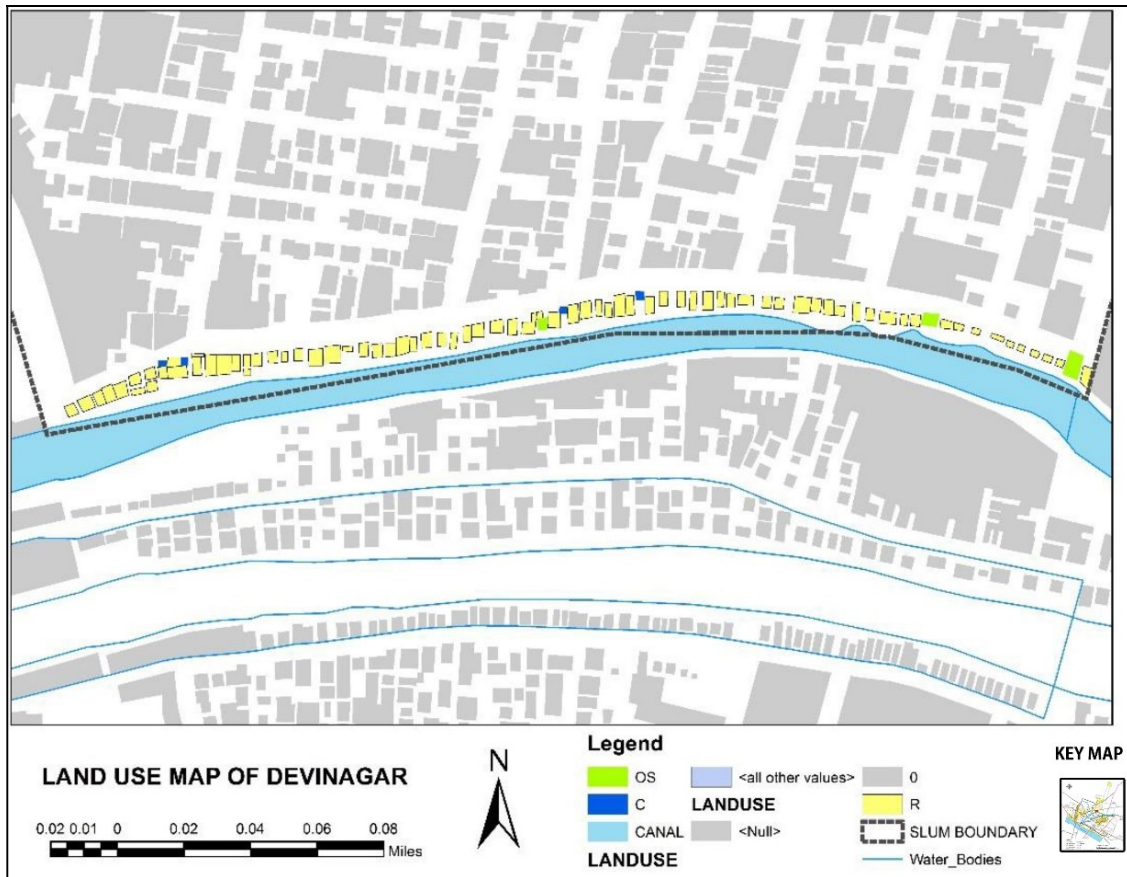 LAND USE MAP OF DEVINAGAR
0.02 0.01 0 0.02 0.04 0.06 0.08
Miles
N
Legend
OS
C
CANAL
LANDUSE
<all other values>
LANDUSE
<Null>
0
R
SLUM BOUNDARY
Water_Bodies
KEY MAP